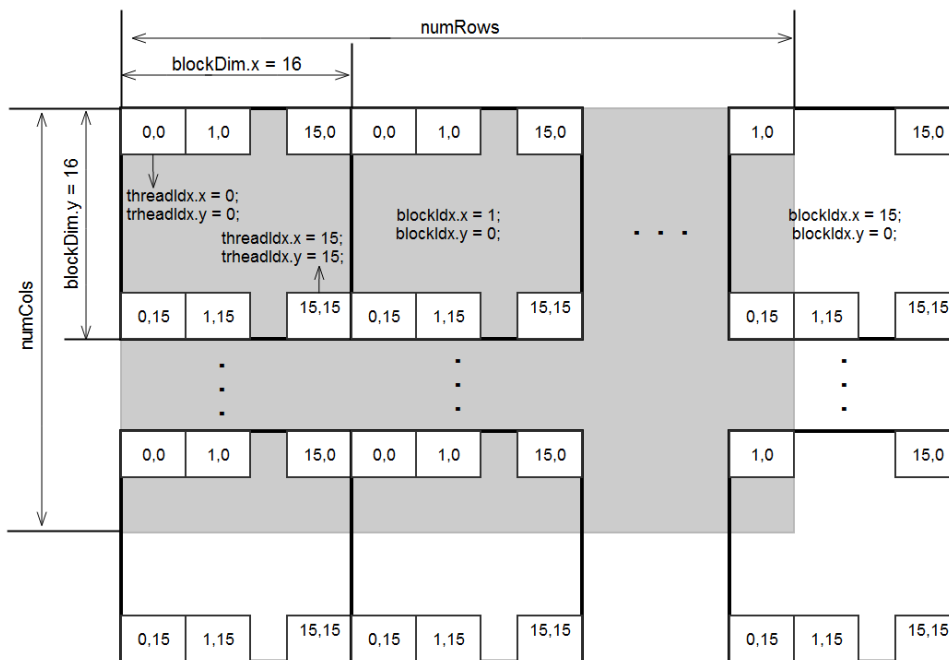 numRows
blockDim.x = 16
numCols
blockDim.y = 16
0,0 1,0 15,0 0,0 1,0 15,0 1,0 15,0
threadIdx.x = 0;
trheadIdx.y = 0;
threadIdx.x = 15;
trheadIdx.y = 15;
blockIdx.x = 1;
blockIdx.y = 0;
. . .
blockIdx.x = 15;
blockIdx.y = 0;
0,15 1,15 15,15 0,15 1,15 15,15 0,15 1,15 15,15
0,0 1,0 15,0 0,0 1,0 15,0 1,0 15,0
0,15 1,15 15,15 0,15 1,15 15,15 0,15 1,15 15,15